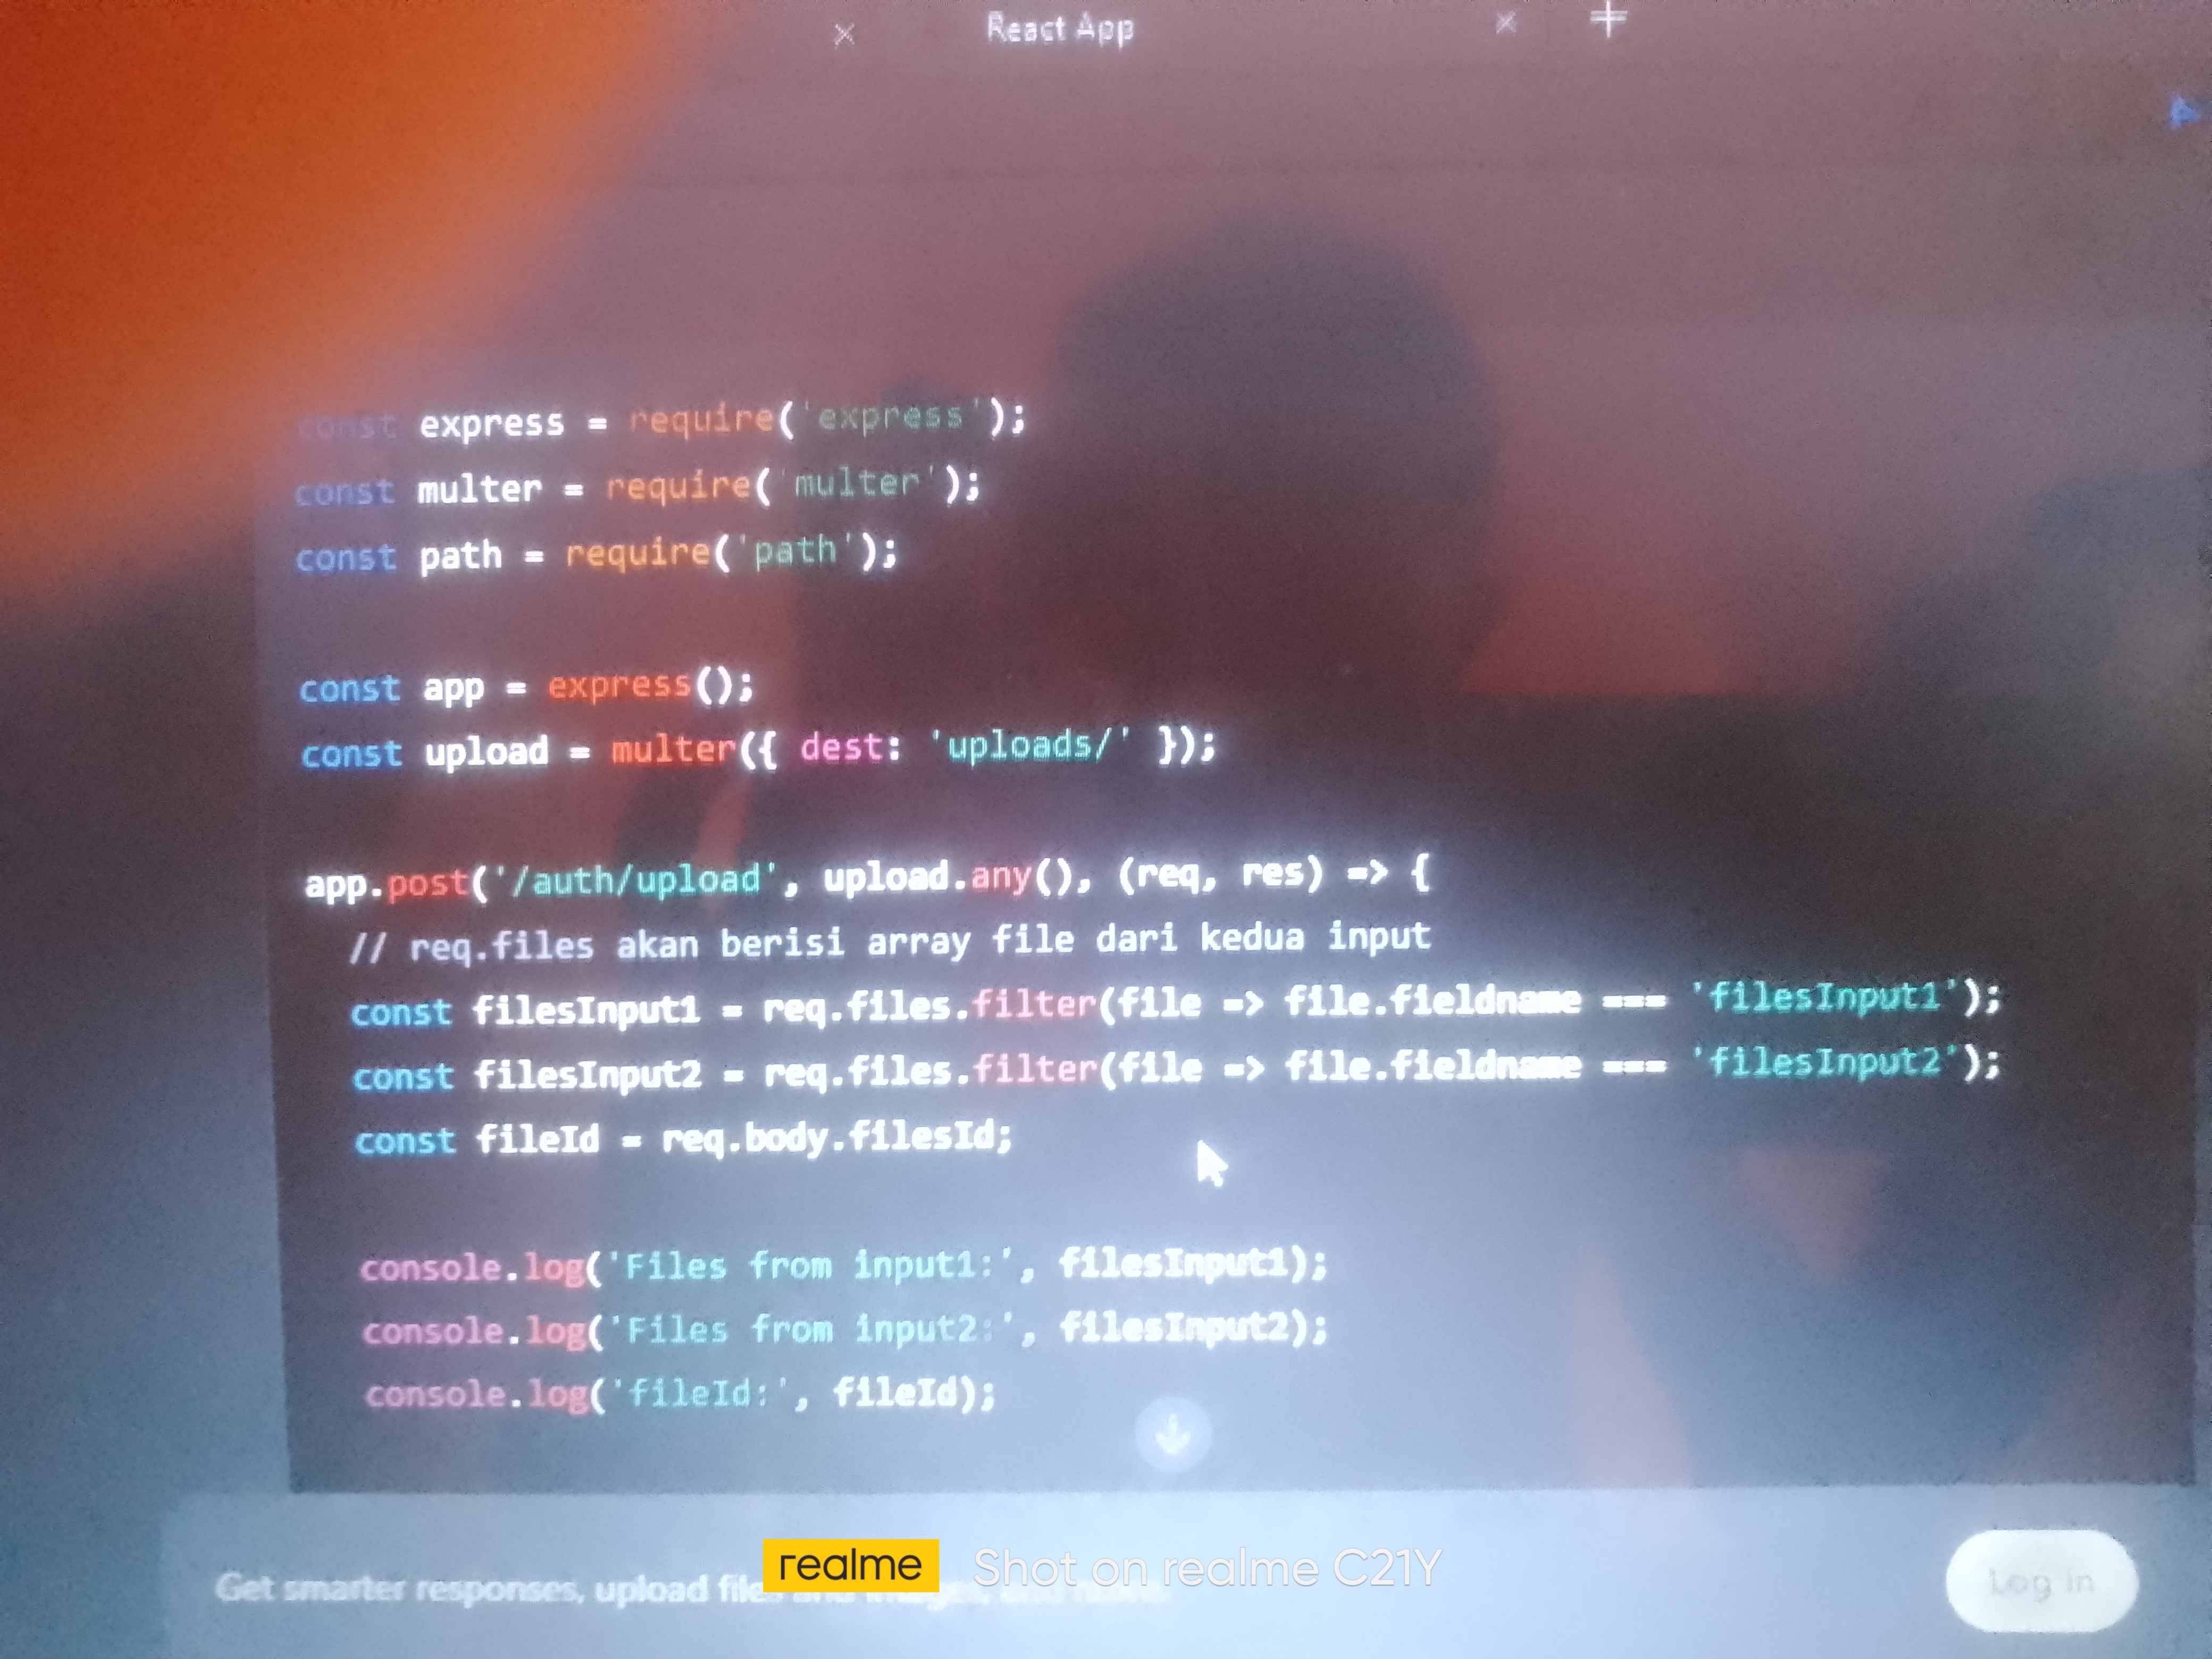 React App
const express = require('express');
const multer = require('multer');
const path = require('path');
const app = express();
const upload = multer({ dest: 'uploads/' });
app.post('/auth/upload', upload.any(), (req, res) => {
// req.files akan berisi array file dari kedua input
const filesInput1 = req.files.filter(file => file.fieldname === 'filesInput1');
const filesInput2 = req.files.filter(file => file.fieldname === 'filesInput2');
const fileId = req.body.filesId;
console.log('Files from input1:', filesInput1);
console.log('Files from input2:', filesInput2);
console.log('fileId:', fileId);
Get smarter responses, upload files and images,
Log in
realme Shot on realme C21Y